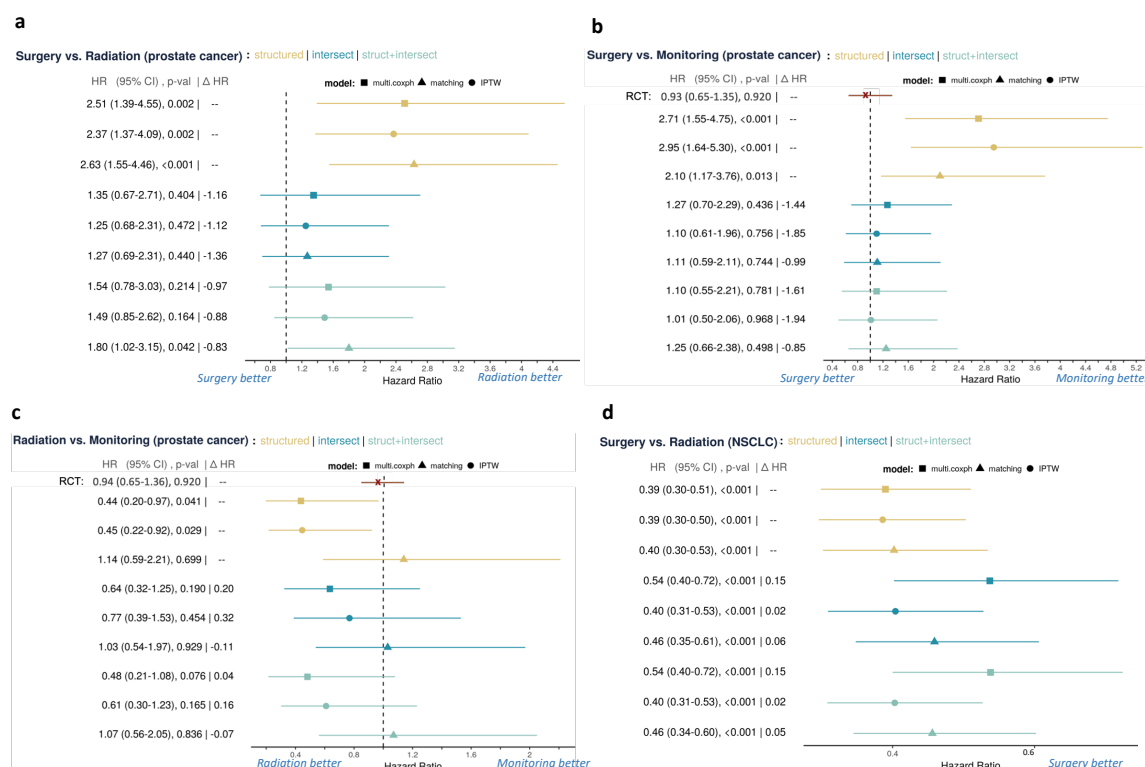 a
Surgery vs. Radiation (prostate cancer) : structured | intersect | struct+intersect
HR (95% CI) , p-val | Δ HR
model: multi.coxph matching IPTW
2.51 (1.39-4.55), 0.002 | --
2.37 (1.37-4.09), 0.002 | --
2.63 (1.55-4.46), <0.001 | --
1.35 (0.67-2.71), 0.404 | -1.16
1.25 (0.68-2.31), 0.472 | -1.12
1.27 (0.69-2.31), 0.440 | -1.36
1.54 (0.78-3.03), 0.214 | -0.97
1.49 (0.85-2.62), 0.164 | -0.88
1.80 (1.02-3.15), 0.042 | -0.83
0.8 1.2 1.6 2 2.4 2.8 3.2 3.6 4 4.4
Surgery better Hazard Ratio Radiation better
b
Surgery vs. Monitoring (prostate cancer) : structured | intersect | struct+intersect
HR (95% CI) , p-val | Δ HR
model: multi.coxph matching IPTW
RCT: 0.93 (0.65-1.35), 0.920 | --
2.71 (1.55-4.75), <0.001 | --
2.95 (1.64-5.30), <0.001 | --
2.10 (1.17-3.76), 0.013 | --
1.27 (0.70-2.29), 0.436 | -1.44
1.10 (0.61-1.96), 0.756 | -1.85
1.11 (0.59-2.11), 0.744 | -0.99
1.10 (0.55-2.21), 0.781 | -1.61
1.01 (0.50-2.06), 0.968 | -1.94
1.25 (0.66-2.38), 0.498 | -0.85
0.4 0.8 1.2 1.6 2 2.4 2.8 3.2 3.6 4 4.4 4.8 5.2
Surgery better Hazard Ratio Monitoring better
c
Radiation vs. Monitoring (prostate cancer) : structured | intersect | struct+intersect
HR (95% CI) , p-val | Δ HR
model: multi.coxph matching IPTW
RCT: 0.94 (0.65-1.36), 0.920 | --
0.44 (0.20-0.97), 0.041 | --
0.45 (0.22-0.92), 0.029 | --
1.14 (0.59-2.21), 0.699 | --
0.64 (0.32-1.25), 0.190 | 0.20
0.77 (0.39-1.53), 0.454 | 0.32
1.03 (0.54-1.97), 0.929 | -0.11
0.48 (0.21-1.08), 0.076 | 0.04
0.61 (0.30-1.23), 0.165 | 0.16
1.07 (0.56-2.05), 0.836 | -0.07
0.4 0.8 1.2 1.6 2
Radiation better Hazard Ratio Monitoring better
d
Surgery vs. Radiation (NSCLC) : structured | intersect | struct+intersect
HR (95% CI) , p-val | Δ HR
model: multi.coxph matching IPTW
0.39 (0.30-0.51), <0.001 | --
0.39 (0.30-0.50), <0.001 | --
0.40 (0.30-0.53), <0.001 | --
0.54 (0.40-0.72), <0.001 | 0.15
0.40 (0.31-0.53), <0.001 | 0.02
0.46 (0.35-0.61), <0.001 | 0.06
0.54 (0.40-0.72), <0.001 | 0.15
0.40 (0.31-0.53), <0.001 | 0.02
0.46 (0.34-0.60), <0.001 | 0.05
0.4 0.6
Hazard Ratio Surgery better